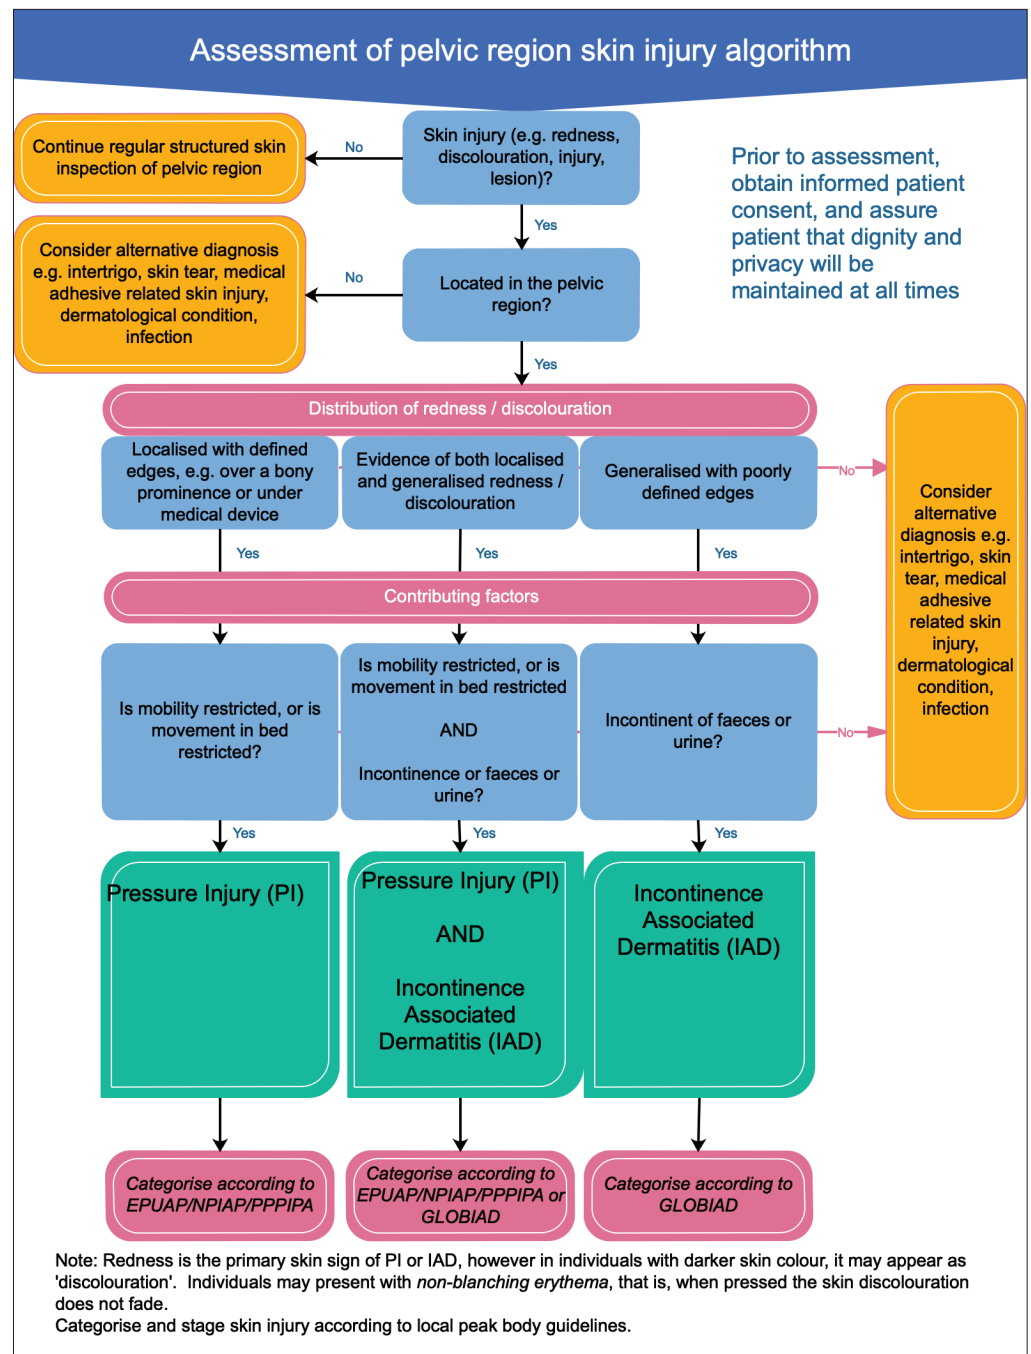 Assessment of pelvic region skin injury algorithm
Skin injury (e.g. redness,
discolouration, injury,
lesion)?
No
Continue regular structured skin
inspection of pelvic region
Prior to assessment,
obtain informed patient
consent, and assure
patient that dignity and
privacy will be
maintained at all times
Yes
Located in the pelvic
region?
No
Consider alternative diagnosis
e.g. intertrigo, skin tear, medical
adhesive related skin injury,
dermatological condition,
infection
Yes
Distribution of redness / discolouration
Localised with defined
edges, e.g. over a bony
prominence or under
medical device
Evidence of both localised
and generalised redness /
discolouration
Generalised with poorly
defined edges
No
Consider
alternative
diagnosis e.g.
intertrigo, skin
tear, medical
adhesive
related skin
injury,
dermatological
condition,
infection
Yes
Yes
Yes
Contributing factors
Is mobility restricted, or is
movement in bed
restricted?
Is mobility restricted, or is
movement in bed restricted
AND
Incontinence or faeces or
urine?
Incontinent of faeces or
urine?
No
Yes
Yes
Yes
Pressure Injury (PI)
Pressure Injury (PI)
AND
Incontinence
Associated
Dermatitis (IAD)
Incontinence
Associated
Dermatitis (IAD)
Categorise according to
EPUAP/NPIAP/PPPIPA
Categorise according to
EPUAP/NPIAP/PPPIPA or
GLOBIAD
Categorise according to
GLOBIAD
Note: Redness is the primary skin sign of PI or IAD, however in individuals with darker skin colour, it may appear as
'discolouration'.  Individuals may present with non-blanching erythema, that is, when pressed the skin discolouration
does not fade.
Categorise and stage skin injury according to local peak body guidelines.